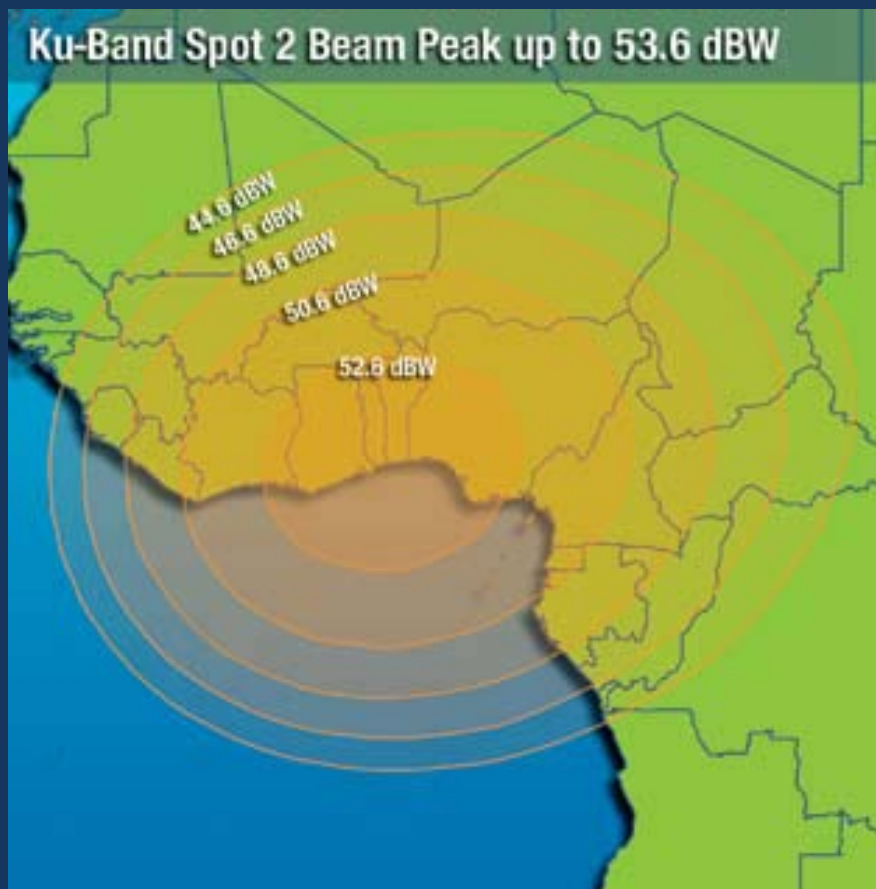 Ku-Band Spot 2 Beam Peak up to 53.6 dBW
44.6 dBW
46.6 dBW
48.6 dBW
50.6 dBW
52.6 dBW